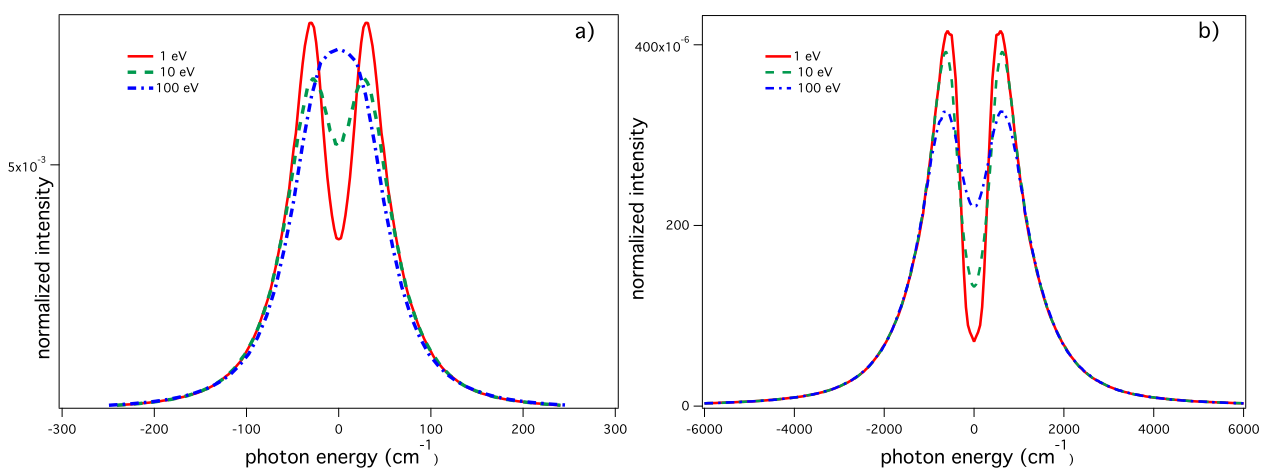 a)
1 eV
10 eV
100 eV
5x10-3
normalized intensity
-300 -200 -100 0 100 200 300
photon energy (cm-1)
b)
1 eV
10 eV
100 eV
400x10-6
200
0
normalized intensity
-6000 -4000 -2000 0 2000 4000 6000
photon energy (cm-1)